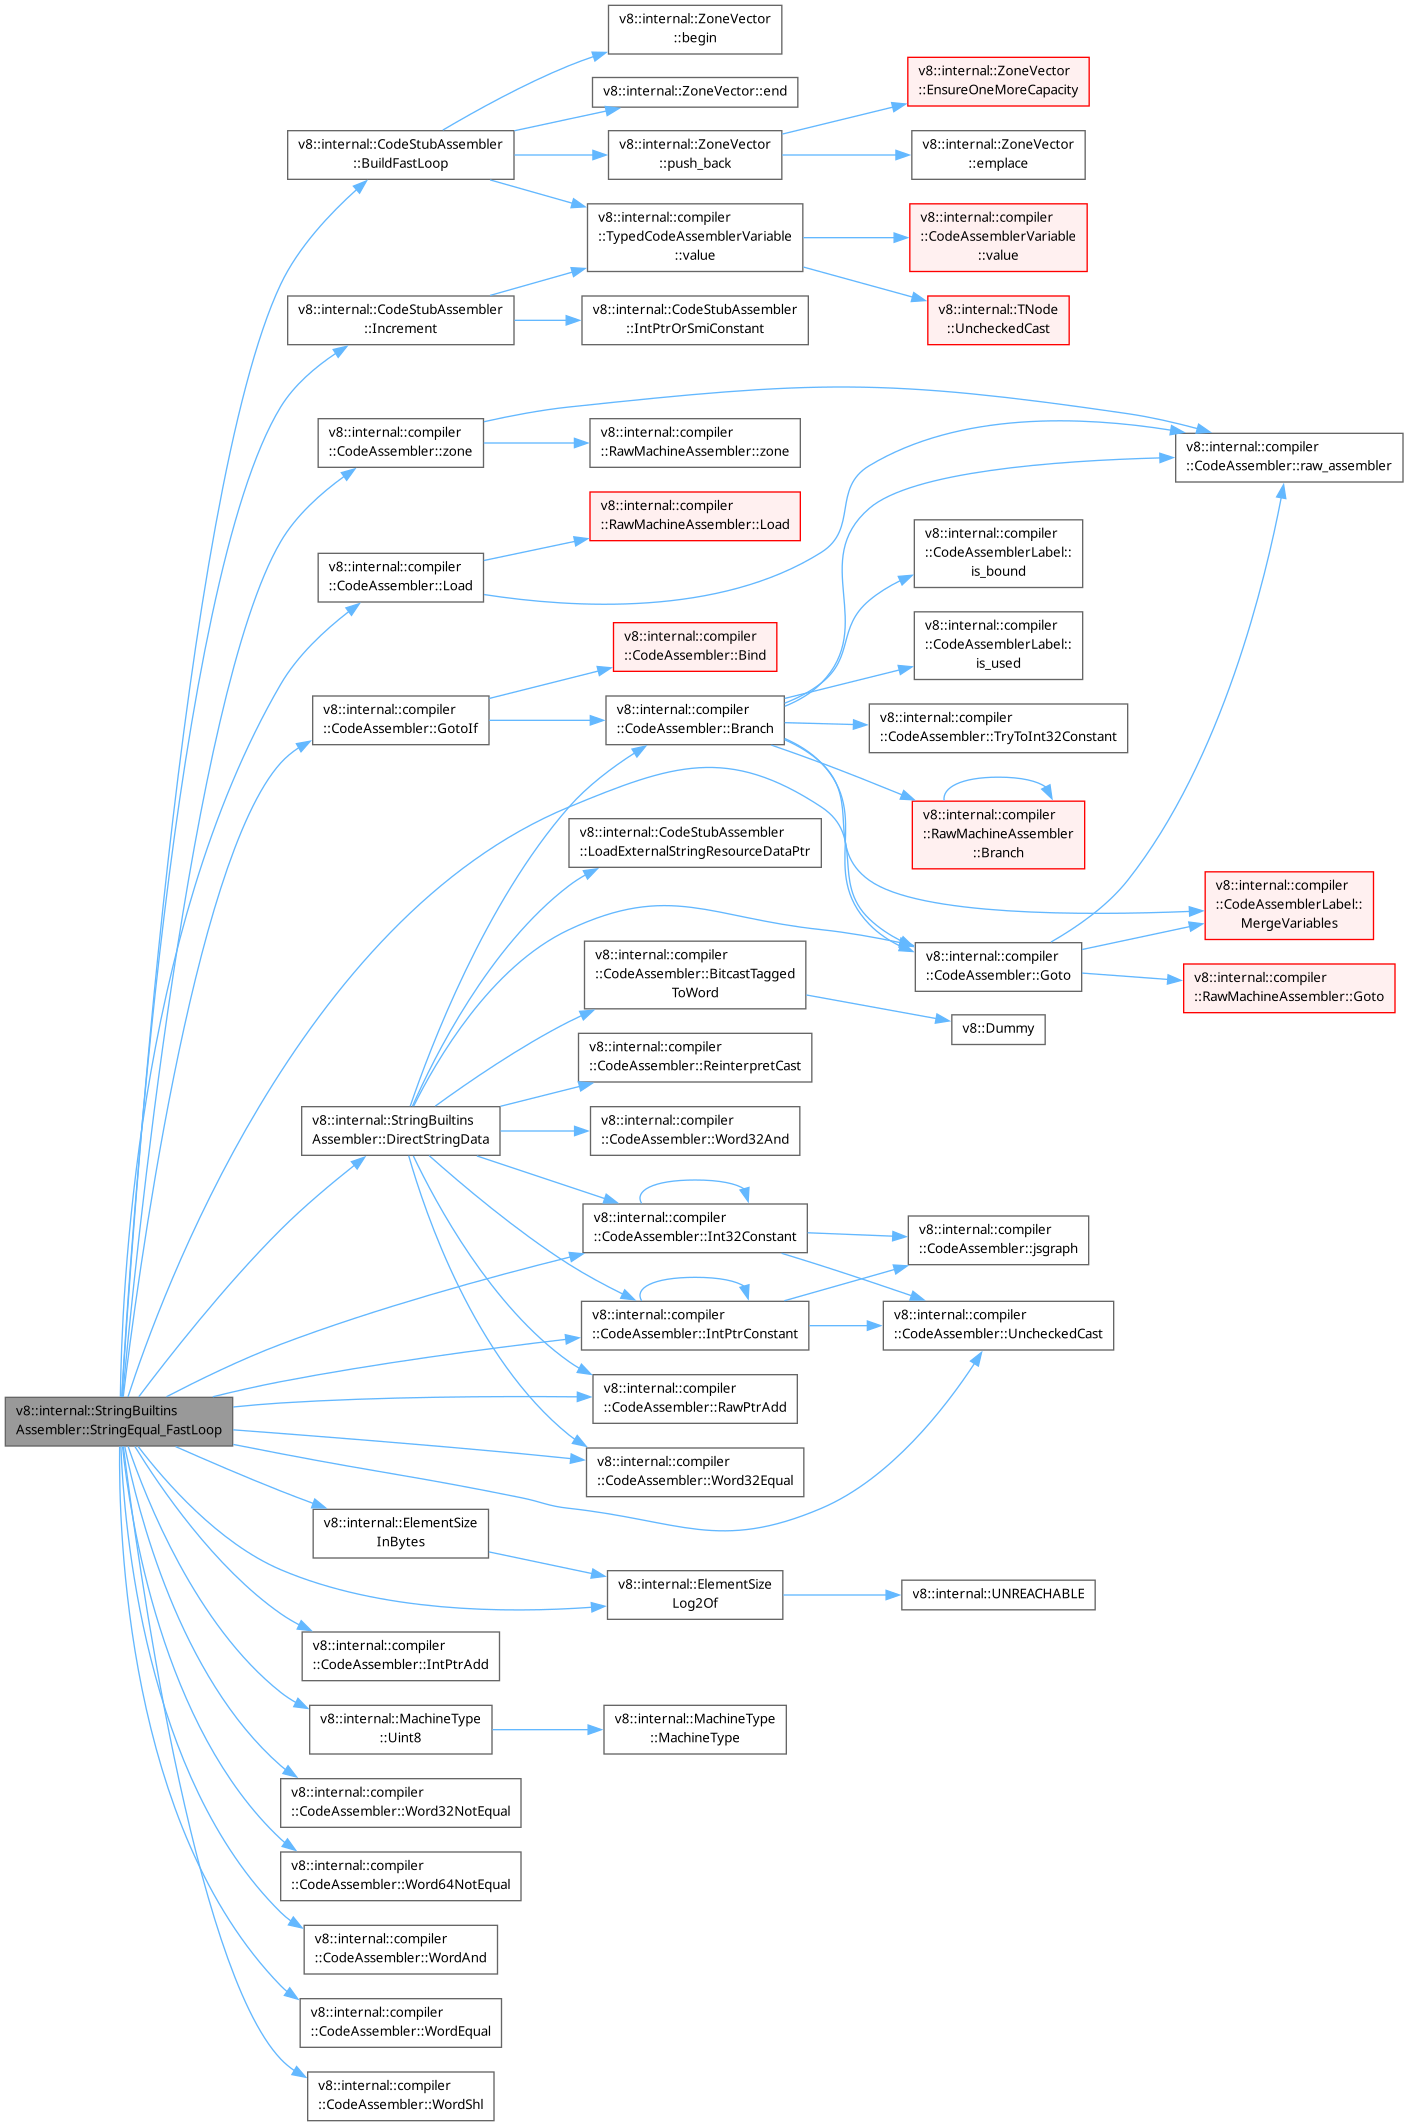 v8::internal::ZoneVector
::begin
v8::internal::ZoneVector
::EnsureOneMoreCapacity
v8::internal::ZoneVector::end
v8::internal::CodeStubAssembler
::BuildFastLoop
v8::internal::ZoneVector
::push_back
v8::internal::ZoneVector
::emplace
v8::internal::compiler
::TypedCodeAssemblerVariable
::value
v8::internal::compiler
::CodeAssemblerVariable
::value
v8::internal::CodeStubAssembler
::Increment
v8::internal::CodeStubAssembler
::IntPtrOrSmiConstant
v8::internal::TNode
::UncheckedCast
v8::internal::compiler
::CodeAssembler::zone
v8::internal::compiler
::RawMachineAssembler::zone
v8::internal::compiler
::CodeAssembler::raw_assembler
v8::internal::compiler
::RawMachineAssembler::Load
v8::internal::compiler
::CodeAssembler::Load
v8::internal::compiler
::CodeAssemblerLabel::
is_bound
v8::internal::compiler
::CodeAssembler::Bind
v8::internal::compiler
::CodeAssemblerLabel::
is_used
v8::internal::compiler
::CodeAssembler::GotoIf
v8::internal::compiler
::CodeAssembler::Branch
v8::internal::compiler
::CodeAssembler::TryToInt32Constant
v8::internal::compiler
::RawMachineAssembler
::Branch
v8::internal::CodeStubAssembler
::LoadExternalStringResourceDataPtr
v8::internal::compiler
::CodeAssemblerLabel::
MergeVariables
v8::internal::compiler
::CodeAssembler::BitcastTagged
ToWord
v8::internal::compiler
::CodeAssembler::Goto
v8::internal::compiler
::RawMachineAssembler::Goto
v8::Dummy
v8::internal::compiler
::CodeAssembler::ReinterpretCast
v8::internal::StringBuiltins
Assembler::DirectStringData
v8::internal::compiler
::CodeAssembler::Word32And
v8::internal::compiler
::CodeAssembler::Int32Constant
v8::internal::compiler
::CodeAssembler::jsgraph
v8::internal::compiler
::CodeAssembler::IntPtrConstant
v8::internal::compiler
::CodeAssembler::UncheckedCast
v8::internal::compiler
::CodeAssembler::RawPtrAdd
v8::internal::StringBuiltins
Assembler::StringEqual_FastLoop
v8::internal::compiler
::CodeAssembler::Word32Equal
v8::internal::ElementSize
InBytes
v8::internal::ElementSize
Log2Of
v8::internal::UNREACHABLE
v8::internal::compiler
::CodeAssembler::IntPtrAdd
v8::internal::MachineType
::Uint8
v8::internal::MachineType
::MachineType
v8::internal::compiler
::CodeAssembler::Word32NotEqual
v8::internal::compiler
::CodeAssembler::Word64NotEqual
v8::internal::compiler
::CodeAssembler::WordAnd
v8::internal::compiler
::CodeAssembler::WordEqual
v8::internal::compiler
::CodeAssembler::WordShl